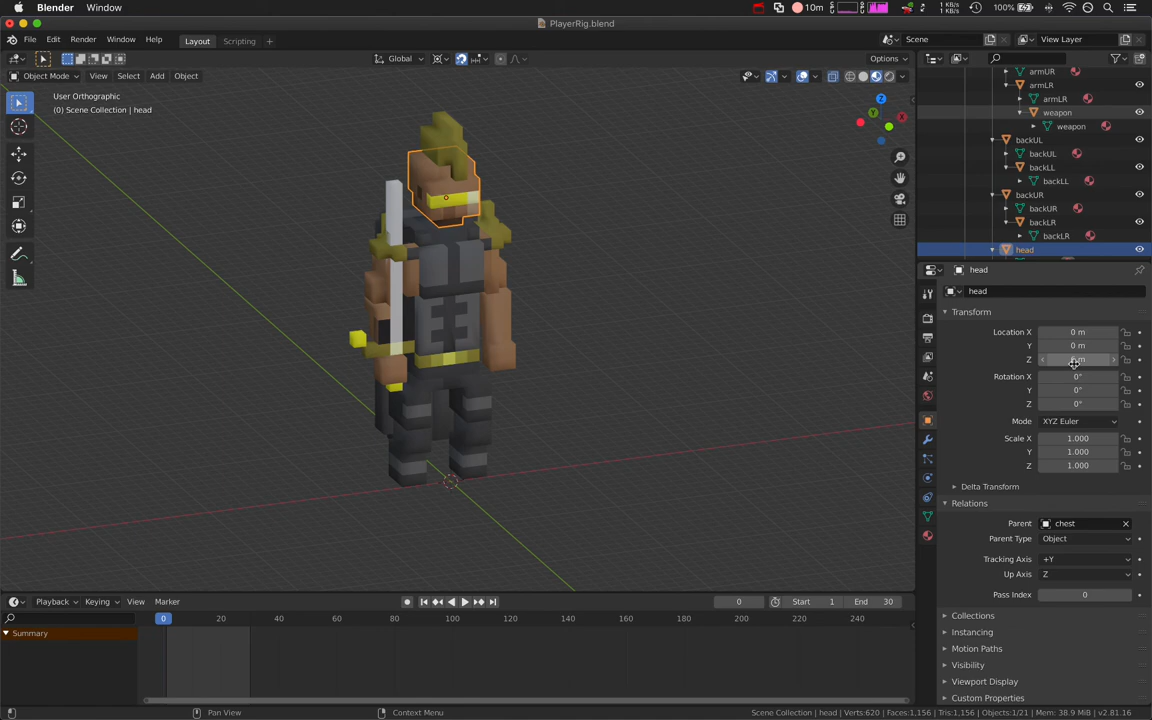 Blender Window
10m
1 KB/s
1 KB/s
100%
PlayerRig.blend
File Edit Render Window Help
Layout Scripting +
Scene
View Layer
Global
Options
Object Mode View Select Add Object
User Orthographic
(0) Scene Collection | head
Z
Y
X
armUR
armLR
armLR
weapon
weapon
backUL
backUL
backLL
backLL
backUR
backUR
backLR
backLR
head
head
head
Transform
Location X 0 m
Y 0 m
Z
Rotation X 0°
Y 0°
Z 0°
Mode XYZ Euler
Scale X 1.000
Y 1.000
Z 1.000
Delta Transform
Relations
Parent chest
Parent Type Object
Tracking Axis +Y
Up Axis Z
Pass Index 0
Collections
Instancing
Motion Paths
Visibility
Viewport Display
Custom Properties
Playback Keying View Marker
0
Start 1
End 30
0 20 40 60 80 100 120 140 160 180 200 220 240
Summary
Pan View
Context Menu
Scene Collection | head | Verts:620 | Faces:1,156 | Tris:1,156 | Objects:1/21 | Mem: 38.9 MiB | v2.81.16